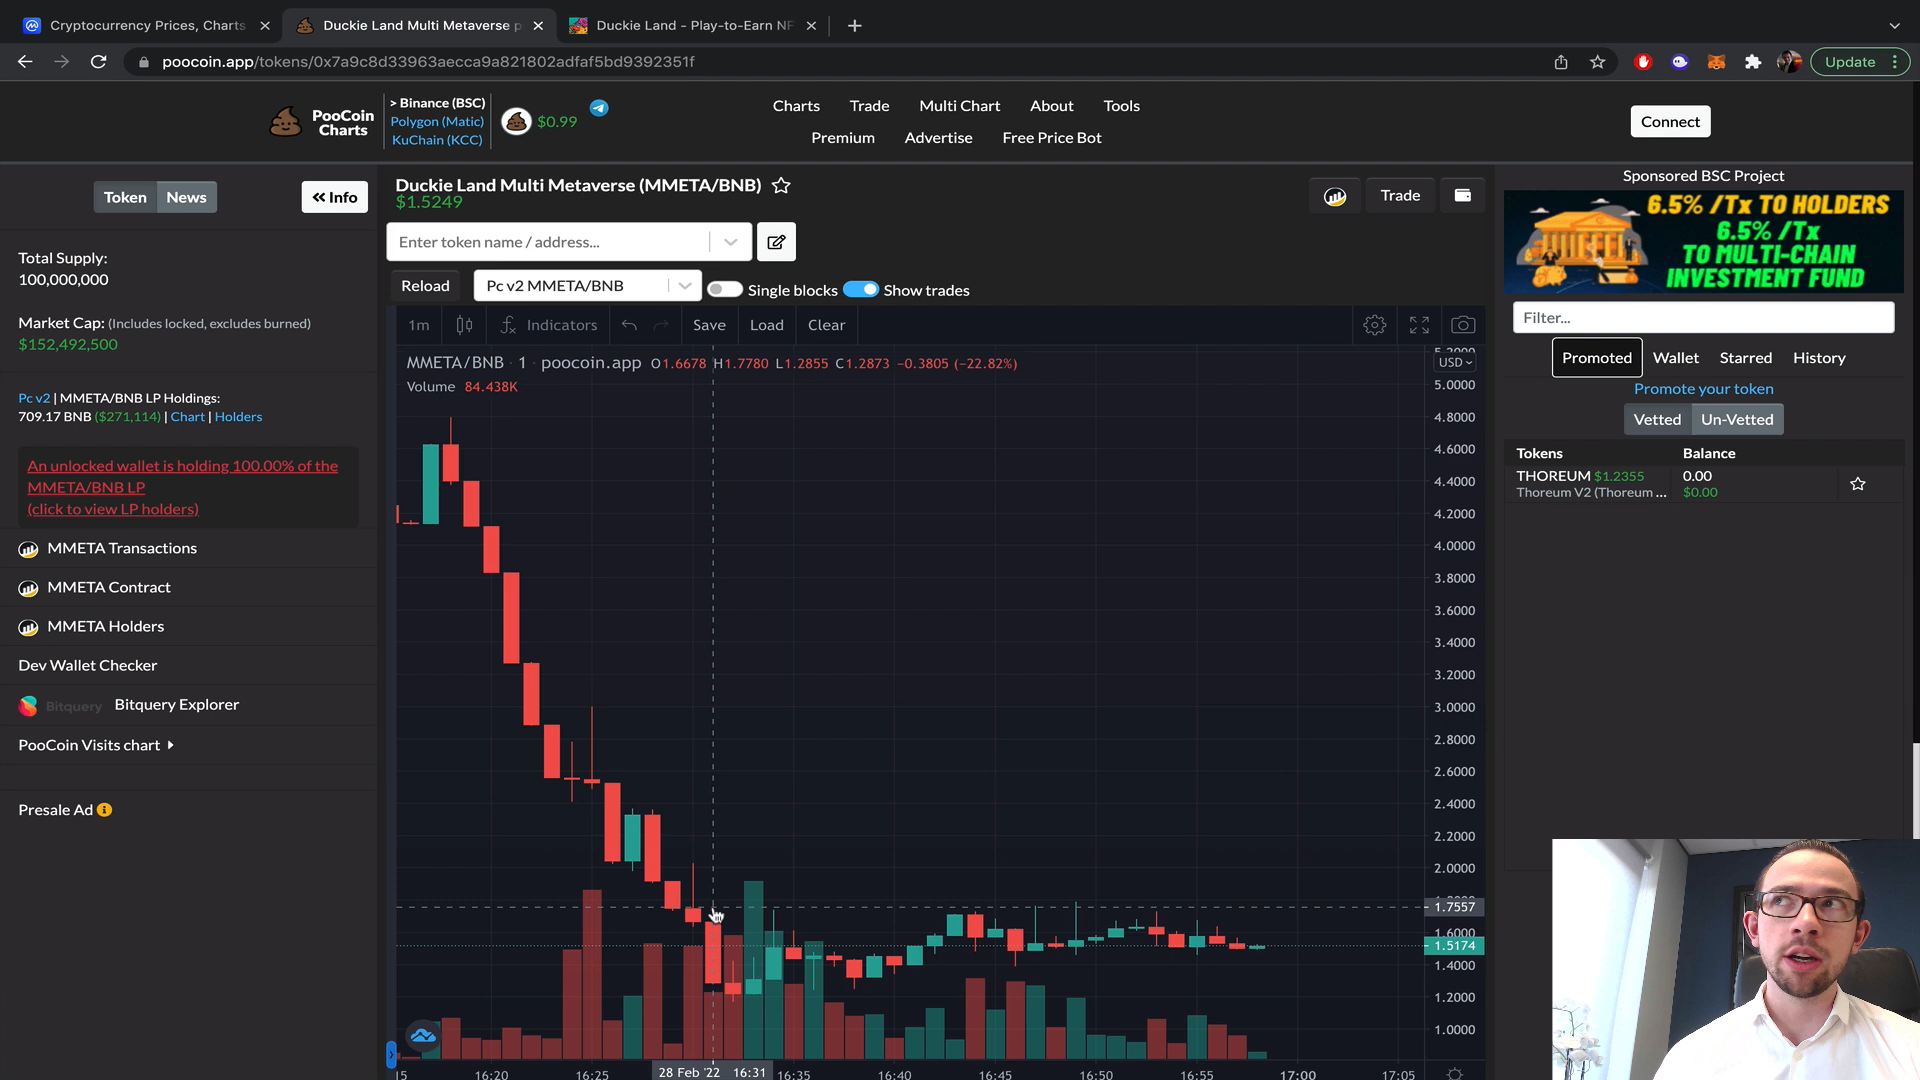 Cryptocurrency Prices, Charts
Duckie Land Multi Metaverse p
Duckie Land - Play-to-Earn NF
poocoin.app/tokens/0x7a9c8d33963aecca9a821802adfaf5bd9392351f
Update
PooCoin
Charts
> Binance (BSC)
Polygon (Matic)
KuChain (KCC)
$0.99
Charts
Trade
Multi Chart
About
Tools
Premium
Advertise
Free Price Bot
Connect
Token
News
Info
Total Supply:
100,000,000
Market Cap: (Includes locked, excludes burned)
$152,492,500
Pc v2 | MMETA/BNB LP Holdings:
709.17 BNB ($271,114) | Chart | Holders
An unlocked wallet is holding 100.00% of the
MMETA/BNB LP
(click to view LP holders)
MMETA Transactions
MMETA Contract
MMETA Holders
Dev Wallet Checker
Bitquery
Bitquery Explorer
PooCoin Visits chart
Presale Ad
Duckie Land Multi Metaverse (MMETA/BNB)
$1.5249
Trade
Enter token name / address...
Reload
Pc v2 MMETA/BNB
Single blocks
Show trades
1m
Indicators
Save
Load
Clear
MMETA/BNB · 1 · poocoin.app O1.6678 H1.7780 L1.2855 C1.2873 −0.3805 (−22.82%)
Volume 84.438K
5.2000
USD
5.0000
4.8000
4.6000
4.4000
4.2000
4.0000
3.8000
3.6000
3.4000
3.2000
3.0000
2.8000
2.6000
2.4000
2.2000
2.0000
1.7557
1.6000
1.5174
1.4000
1.2000
1.0000
15
16:20
16:25
28 Feb '22 16:31
16:35
16:40
16:45
16:50
16:55
17:00
17:05
Sponsored BSC Project
6.5% /Tx TO HOLDERS
6.5% /Tx
TO MULTI-CHAIN
INVESTMENT FUND
Filter...
Promoted
Wallet
Starred
History
Promote your token
Vetted
Un-Vetted
Tokens
Balance
THOREUM $1.2355
0.00
Thoreum V2 (Thoreum ...
$0.00